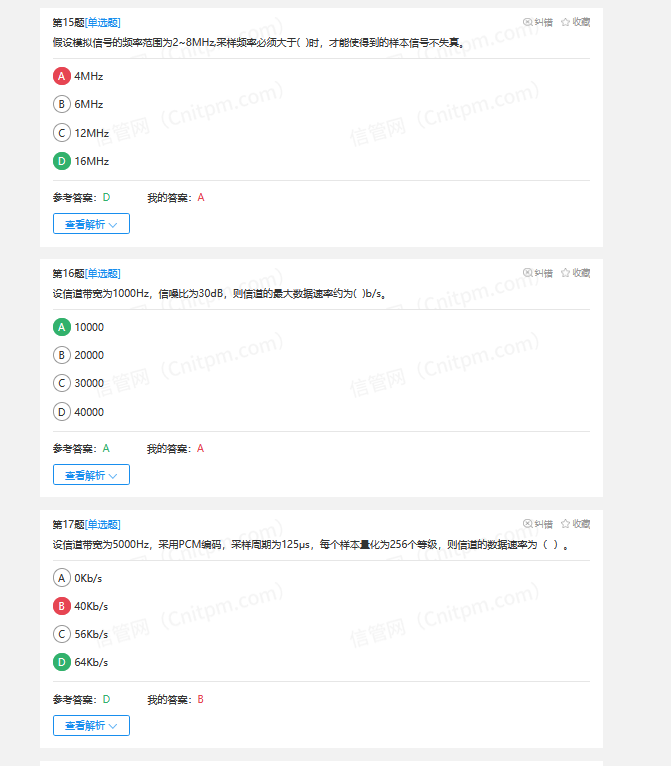 第15题[单选题] 纠错 收藏
假设模拟信号的频率范围为2~8MHz,采样频率必须大于( )时，才能使得到的样本信号不失真。
A 4MHz
B 6MHz
C 12MHz
D 16MHz
参考答案： D 我的答案： A
查看解析
第16题[单选题] 纠错 收藏
设信道带宽为1000Hz，信噪比为30dB，则信道的最大数据速率约为( )b/s。
A 10000
B 20000
C 30000
D 40000
参考答案： A 我的答案： A
查看解析
第17题[单选题] 纠错 收藏
设信道带宽为5000Hz，采用PCM编码，采样周期为125μs，每个样本量化为256个等级，则信道的数据速率为（ ）。
A 0Kb/s
B 40Kb/s
C 56Kb/s
D 64Kb/s
参考答案： D 我的答案： B
查看解析
信管网（Cnitpm.com）
信管网（Cnitpm.com）
信管网（Cnitpm.com）
信管网（Cnitpm.com）
信管网（Cnitpm.com）
信管网（Cnitpm.com）